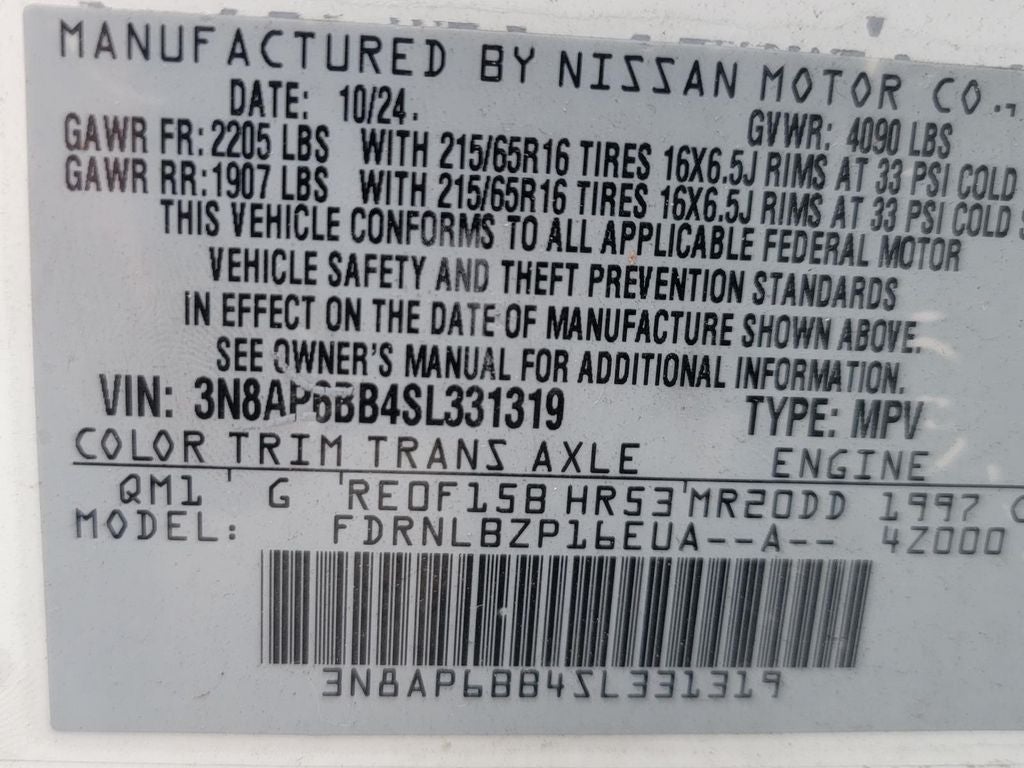 MANUFACTURED BY NISSAN MOTOR CO.,
DATE: 10/24. GVWR: 4090 LBS
GAWR FR: 2205 LBS WITH 215/65R16 TIRES 16X6.5J RIMS AT 33 PSI COLD
GAWR RR: 1907 LBS WITH 215/65R16 TIRES 16X6.5J RIMS AT 33 PSI COLD
THIS VEHICLE CONFORMS TO ALL APPLICABLE FEDERAL MOTOR
VEHICLE SAFETY AND THEFT PREVENTION STANDARDS
IN EFFECT ON THE DATE OF MANUFACTURE SHOWN ABOVE.
SEE OWNER'S MANUAL FOR ADDITIONAL INFORMATION.
VIN: 3N8AP6BB4SL331319 TYPE: MPV
COLOR TRIM TRANS AXLE ENGINE
QM1 G RE0F15B HR53 MR20DD 1997
MODEL: FDRNLBZP16EUA--A-- 4Z000
3N8AP6BB4SL331319